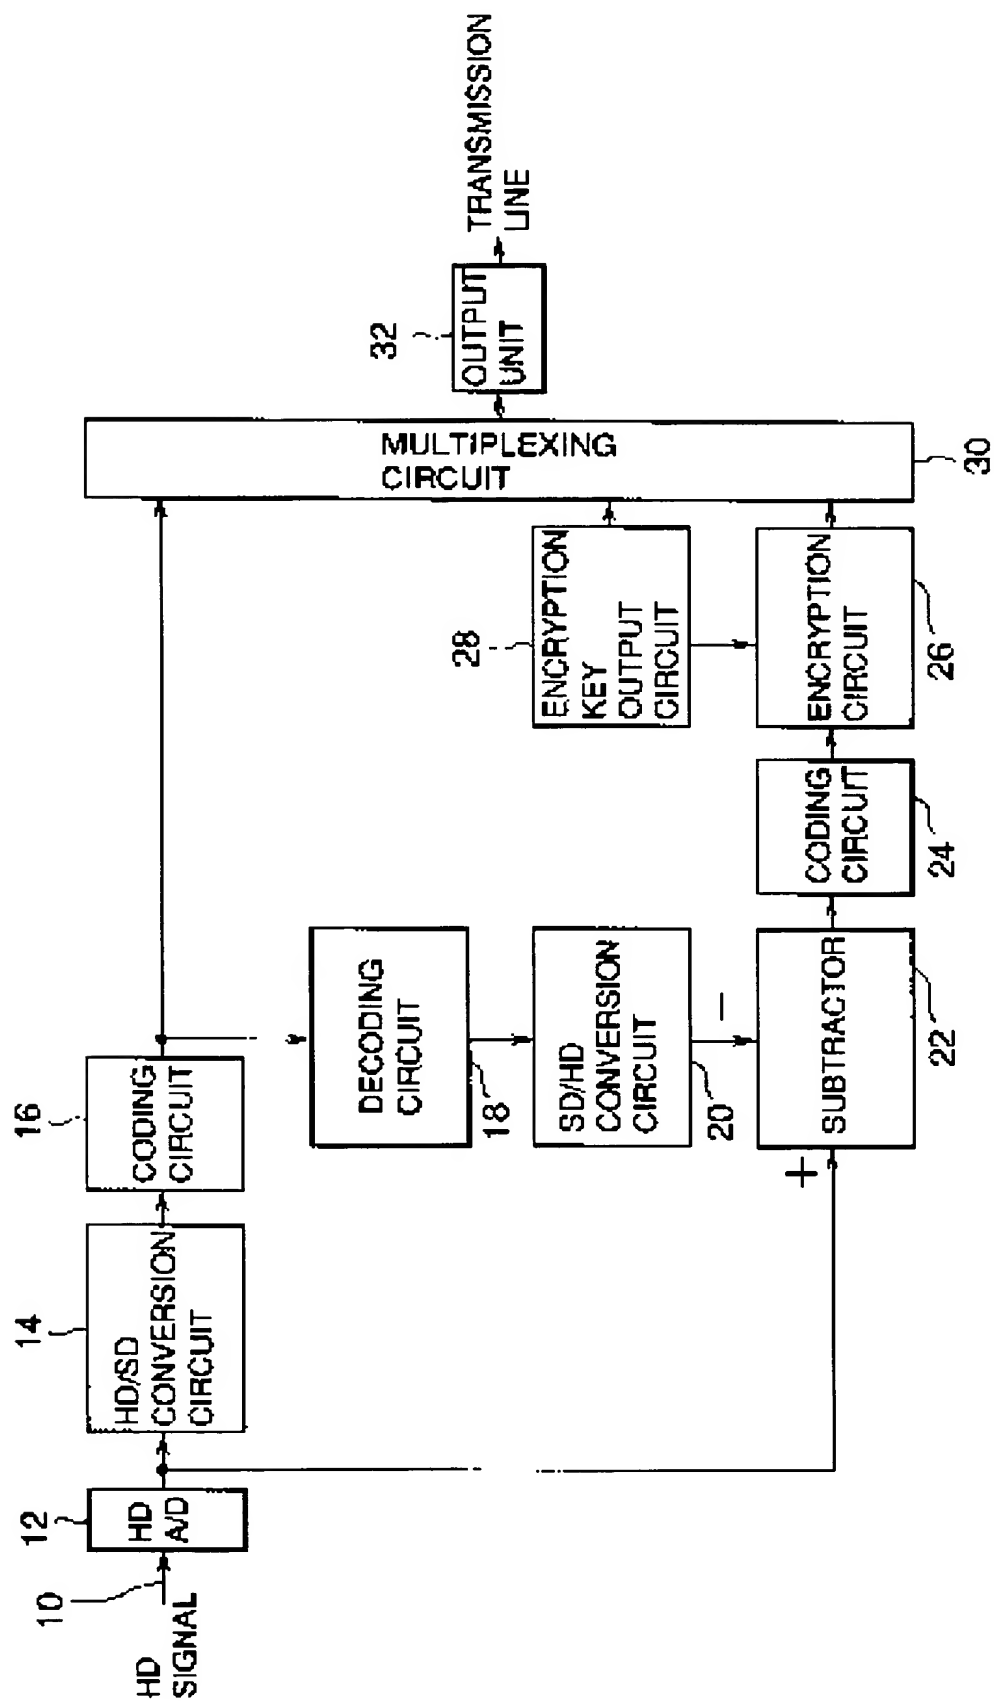 HD
SIGNAL
10
12
HD
A/D
14
HD/SD
CONVERSION
CIRCUIT
16
CODING
CIRCUIT
DECODING
CIRCUIT
18
SD/HD
CONVERSION
CIRCUIT
20
−
+
SUBTRACTOR
22
CODING
CIRCUIT
24
28
ENCRYPTION
KEY
OUTPUT
CIRCUIT
ENCRYPTION
CIRCUIT
26
MULTIPLEXING
CIRCUIT
30
32
OUTPUT
UNIT
TRANSMISSION
LINE